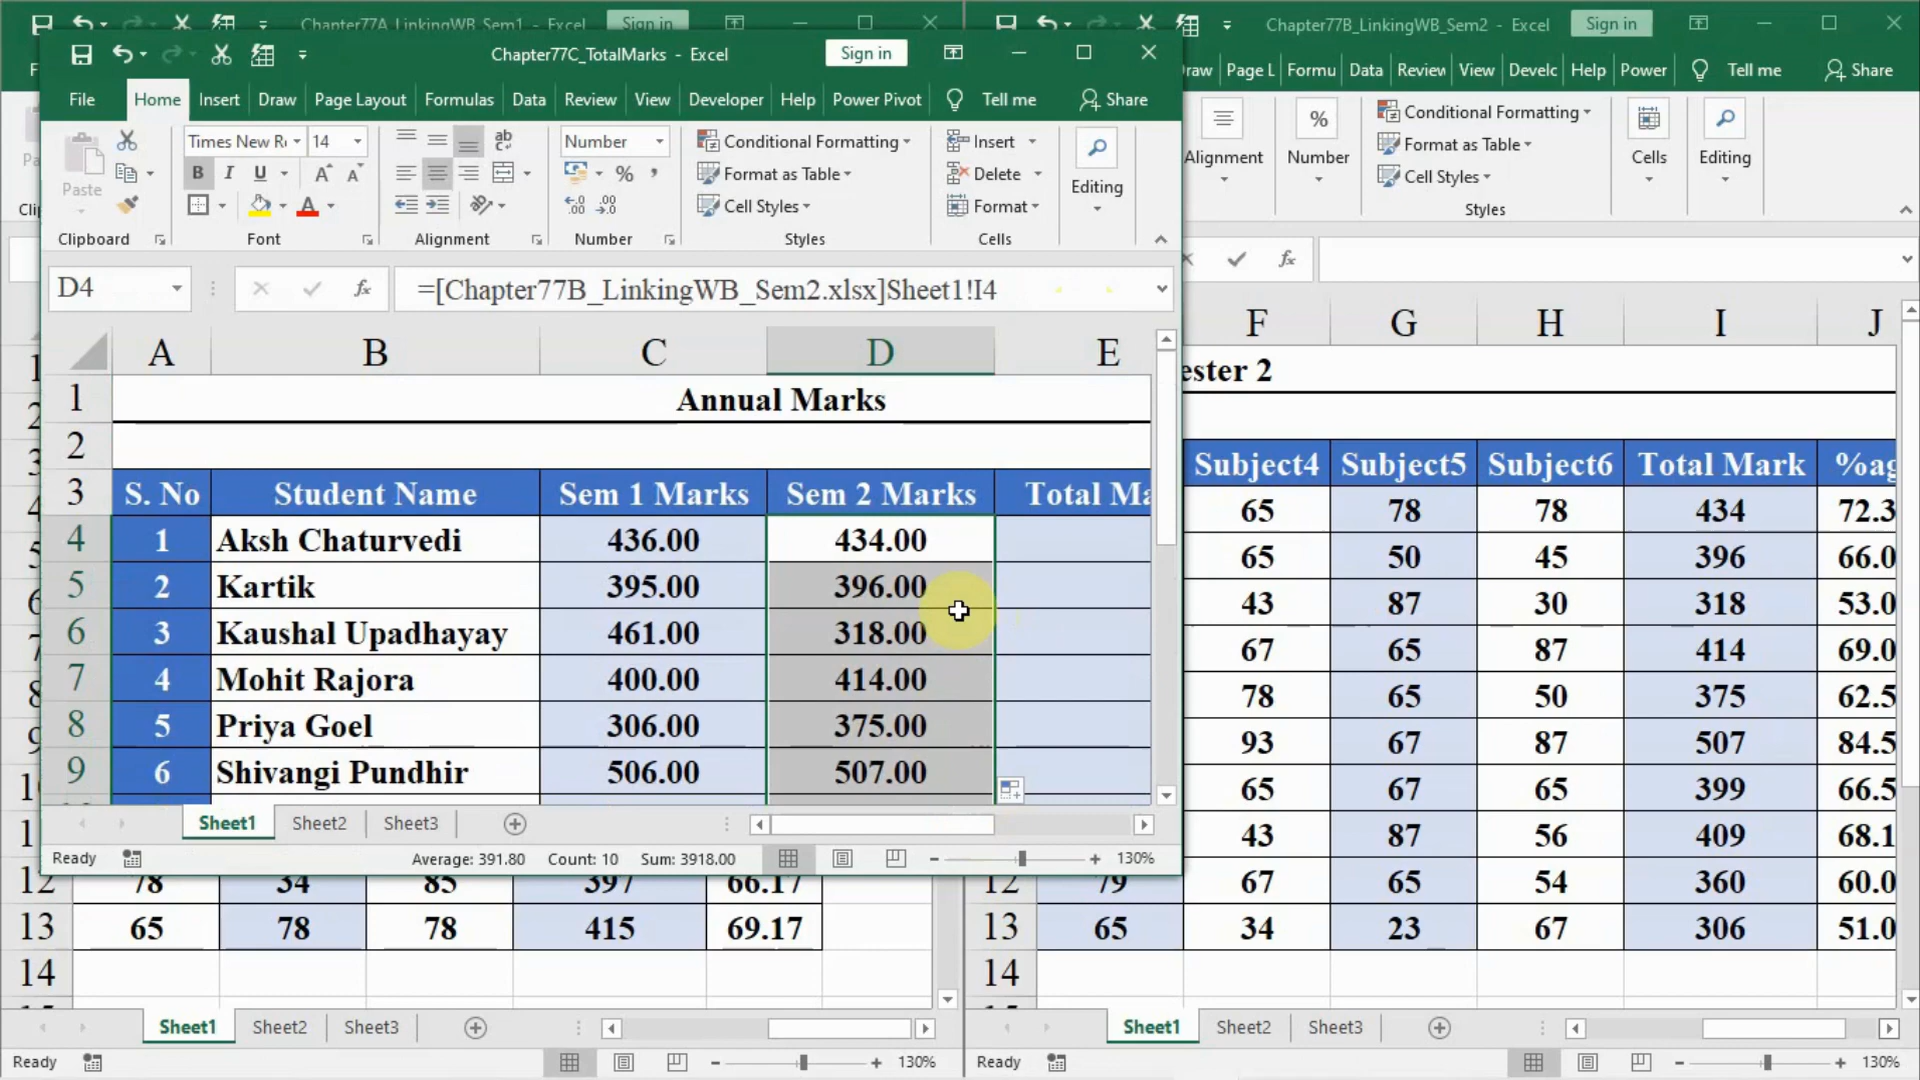 Chapter77A_LinkingWB_Sem1 - Excel
Sign in
Chapter77B_LinkingWB_Sem2 - Excel
Sign in
Chapter77C_TotalMarks - Excel
Sign in
File Home Insert Draw Page Layout Formulas Data Review View Developer Help Power Pivot Tell me Share
Page L Formu Data Review View Develc Help Power Tell me Share
Paste
Times New R 14
B I U
Number
Conditional Formatting
Format as Table
Cell Styles
Insert
Delete
Format
Editing
Clipboard Font Alignment Number Styles Cells
Alignment
Number
Conditional Formatting
Format as Table
Cell Styles
Cells
Editing
Styles
D4
=[Chapter77B_LinkingWB_Sem2.xlsx]Sheet1!I4
A B C D E
1 Annual Marks
2
3 S. No Student Name Sem 1 Marks Sem 2 Marks Total Ma
4 1 Aksh Chaturvedi 436.00 434.00
5 2 Kartik 395.00 396.00
6 3 Kaushal Upadhayay 461.00 318.00
7 4 Mohit Rajora 400.00 414.00
8 5 Priya Goel 306.00 375.00
9 6 Shivangi Pundhir 506.00 507.00
Sheet1 Sheet2 Sheet3
Ready Average: 391.80 Count: 10 Sum: 3918.00 130%
F G H I J
ester 2
Subject4 Subject5 Subject6 Total Mark %ag
65 78 78 434 72.3
65 50 45 396 66.0
43 87 30 318 53.0
67 65 87 414 69.0
78 65 50 375 62.5
93 67 87 507 84.5
65 67 65 399 66.5
43 87 56 409 68.1
12 79 67 65 54 360 60.0
13 65 34 23 67 306 51.0
14
12 78 34 85 397 66.17
13 65 78 78 415 69.17
14
Sheet1 Sheet2 Sheet3
Ready 130%
Sheet1 Sheet2 Sheet3
Ready 130%